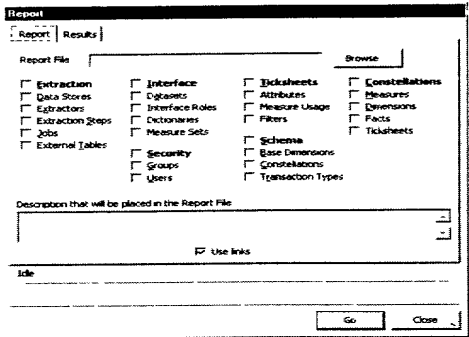 Report
Report Results
Report File Browse
Extraction
Data Stores
Extractors
Extraction Steps
Jobs
External Tables
Interface
Datasets
Interface Roles
Dictionaries
Measure Sets
Security
Groups
Users
Ticksheets
Attributes
Measure Usage
Filters
Schema
Base Dimensions
Constellations
Transaction Types
Constellations
Measures
Dimensions
Facts
Ticksheets
Description that will be placed in the Report File
Use links
Idle
Go Close